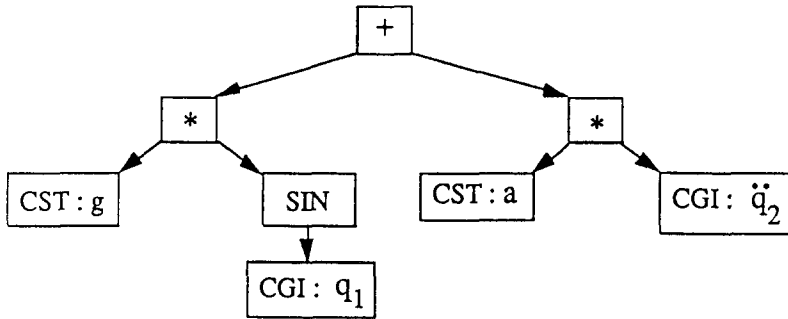 +
* *
CST : g SIN CST : a CGI : q̈₂
CGI : q₁